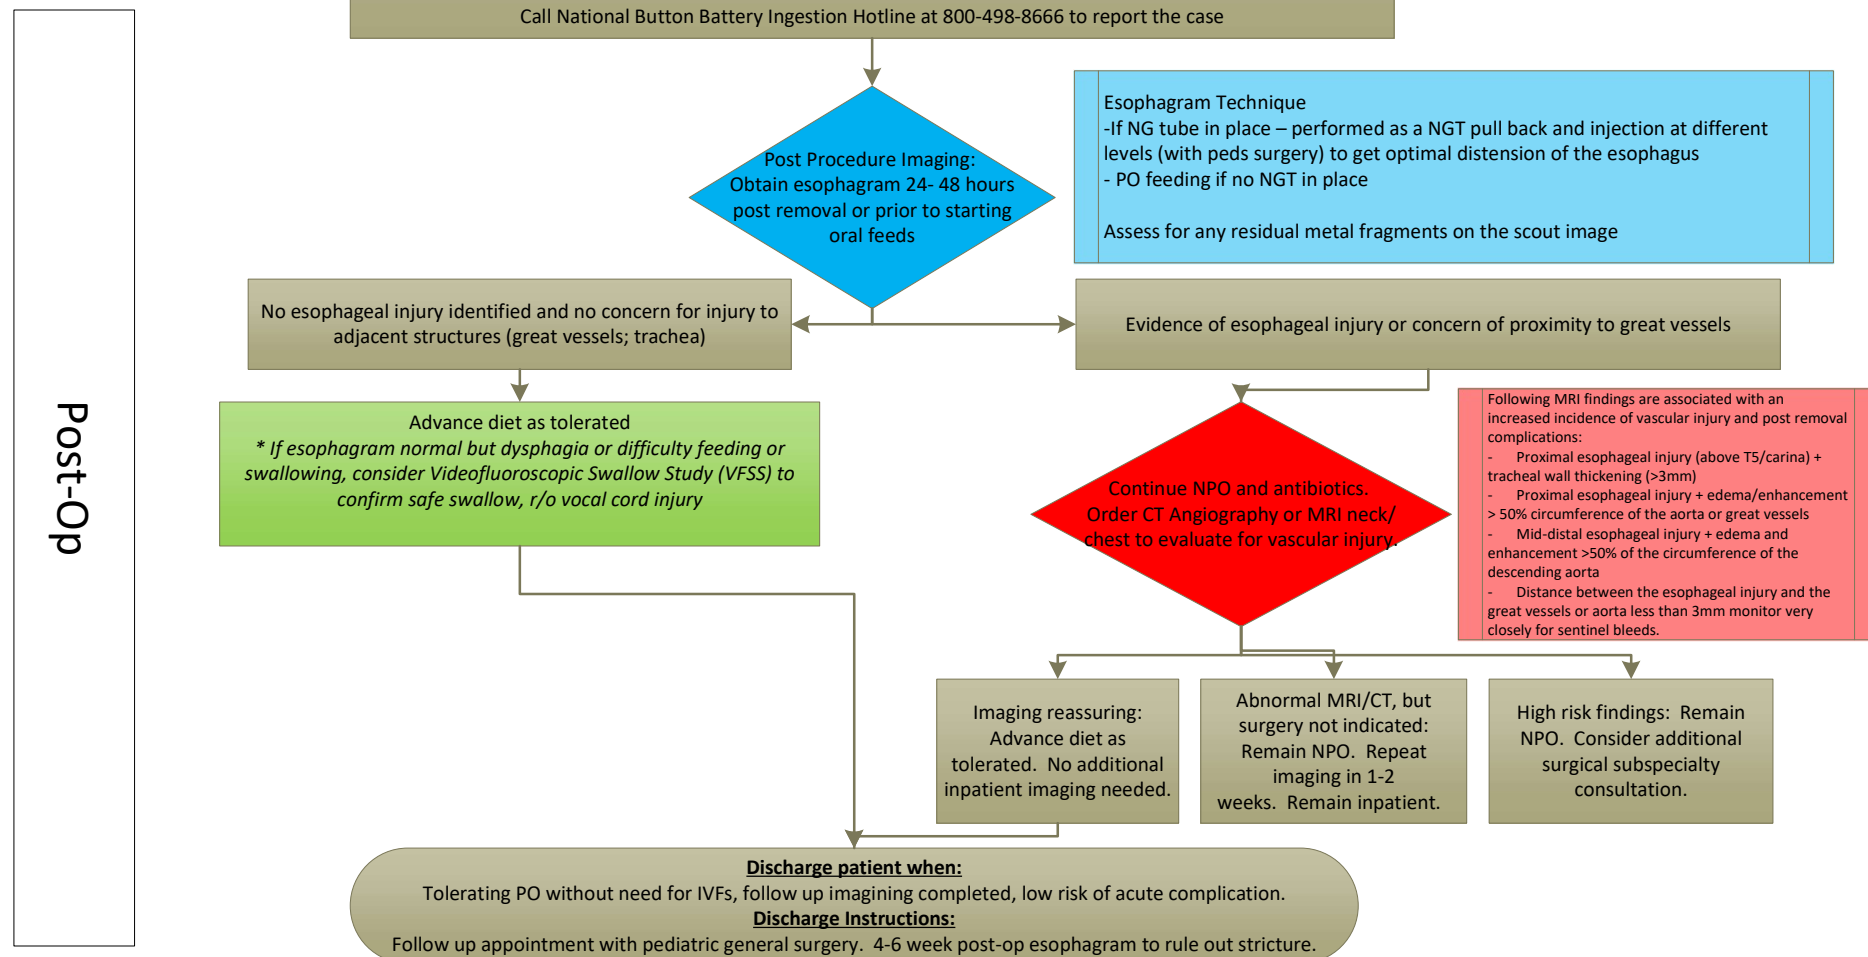 Call National Button Battery Ingestion Hotline at 800-498-8666 to report the case
Post-Op
Post Procedure Imaging:
Obtain esophagram 24- 48 hours
post removal or prior to starting
oral feeds
Esophagram Technique
-If NG tube in place – performed as a NGT pull back and injection at different
levels (with peds surgery) to get optimal distension of the esophagus
- PO feeding if no NGT in place
Assess for any residual metal fragments on the scout image
No esophageal injury identified and no concern for injury to
adjacent structures (great vessels; trachea)
Evidence of esophageal injury or concern of proximity to great vessels
Advance diet as tolerated
* If esophagram normal but dysphagia or difficulty feeding or
swallowing, consider Videofluoroscopic Swallow Study (VFSS) to
confirm safe swallow, r/o vocal cord injury
Continue NPO and antibiotics.
Order CT Angiography or MRI neck/
chest to evaluate for vascular injury.
Following MRI findings are associated with an
increased incidence of vascular injury and post removal
complications:
- Proximal esophageal injury (above T5/carina) +
tracheal wall thickening (>3mm)
- Proximal esophageal injury + edema/enhancement
> 50% circumference of the aorta or great vessels
- Mid-distal esophageal injury + edema and
enhancement >50% of the circumference of the
descending aorta
- Distance between the esophageal injury and the
great vessels or aorta less than 3mm monitor very
closely for sentinel bleeds.
Imaging reassuring:
Advance diet as
tolerated. No additional
inpatient imaging needed.
Abnormal MRI/CT, but
surgery not indicated:
Remain NPO. Repeat
imaging in 1-2
weeks. Remain inpatient.
High risk findings: Remain
NPO. Consider additional
surgical subspecialty
consultation.
Discharge patient when:
Tolerating PO without need for IVFs, follow up imagining completed, low risk of acute complication.
Discharge Instructions:
Follow up appointment with pediatric general surgery. 4-6 week post-op esophagram to rule out stricture.